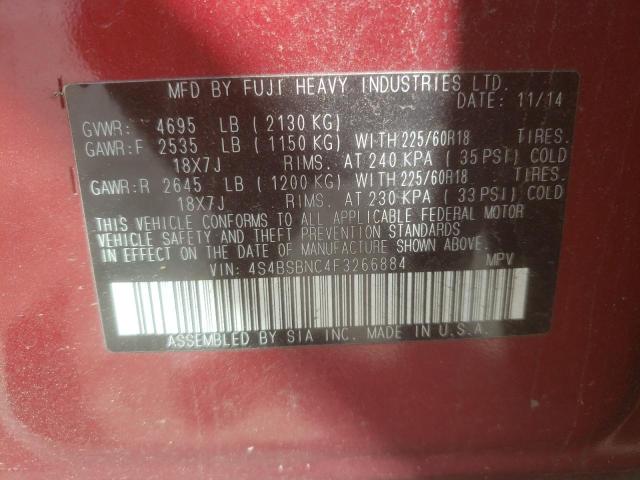 MFD BY FUJI HEAVY INDUSTRIES LTD.
DATE: 11/14
GVWR: 4695 LB ( 2130 KG)
GAWR:F 2535 LB ( 1150 KG) WITH 225/60R18 TIRES.
18X7J RIMS. AT 240 KPA ( 35 PSI) COLD
GAWR:R 2645 LB ( 1200 KG) WITH 225/60R18 TIRES.
18X7J RIMS. AT 230 KPA ( 33 PSI) COLD
THIS VEHICLE CONFORMS TO ALL APPLICABLE FEDERAL MOTOR
VEHICLE SAFETY AND THEFT PREVENTION STANDARDS
IN EFFECT ON THE DATE OF MANUFACTURE SHOWN ABOVE.
VIN: 4S4BSBNC4F3266884 MPV
ASSEMBLED BY SIA INC. MADE IN U.S.A.